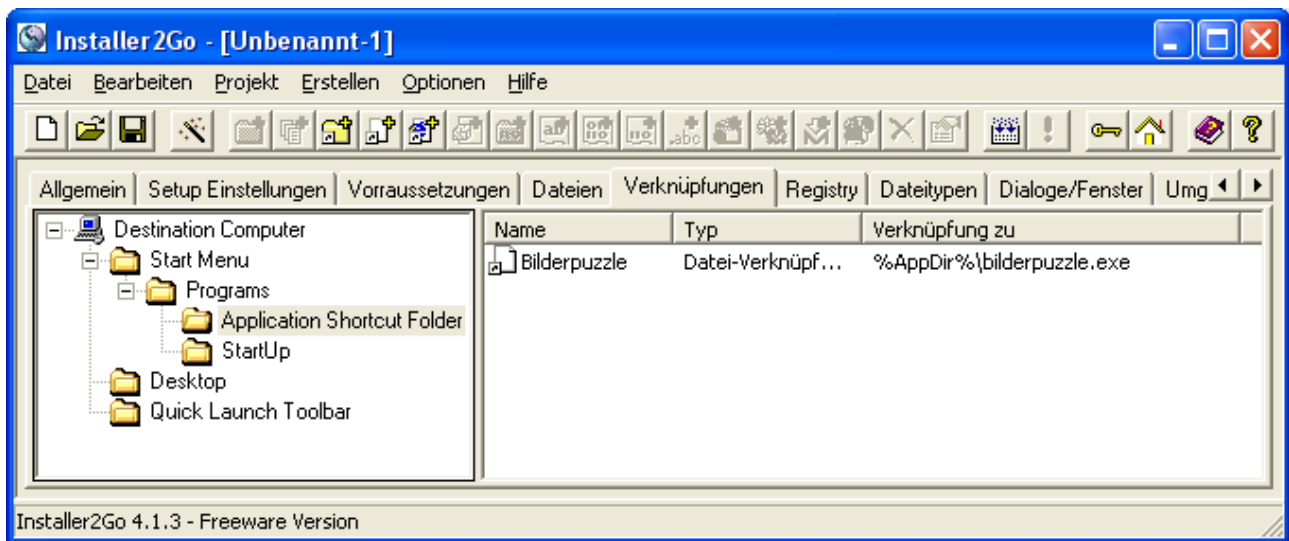 Installer2Go - [Unbenannt-1]
Datei Bearbeiten Projekt Erstellen Optionen Hilfe
Allgemein Setup Einstellungen Vorraussetzungen Dateien Verknüpfungen Registry Dateitypen Dialoge/Fenster Umg
Destination Computer
Start Menu
Programs
Application Shortcut Folder
StartUp
Desktop
Quick Launch Toolbar
Name Typ Verknüpfung zu
Bilderpuzzle Datei-Verknüpf... %AppDir%\bilderpuzzle.exe
Installer2Go 4.1.3 - Freeware Version